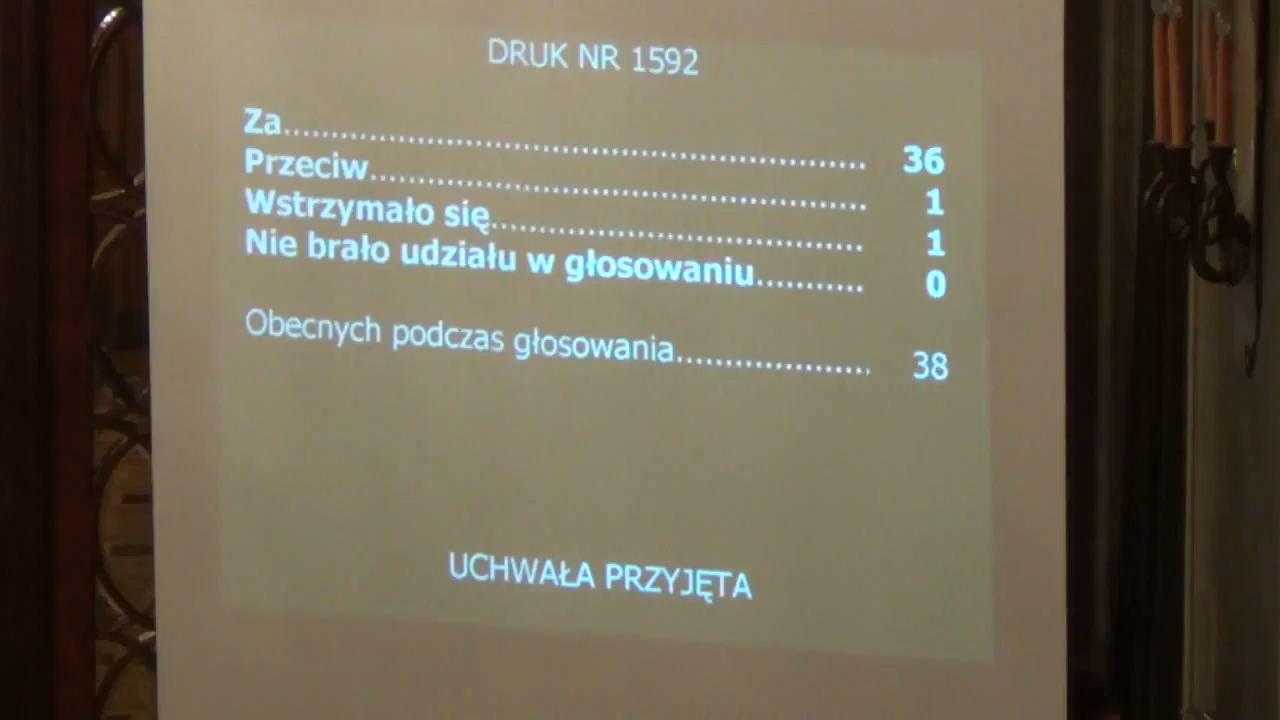 DRUK NR 1592
Za.......................................................... 36
Przeciw.................................................. 1
Wstrzymało się..................................... 1
Nie brało udziału w głosowaniu........... 0
Obecnych podczas głosowania................... 38
UCHWAŁA PRZYJĘTA